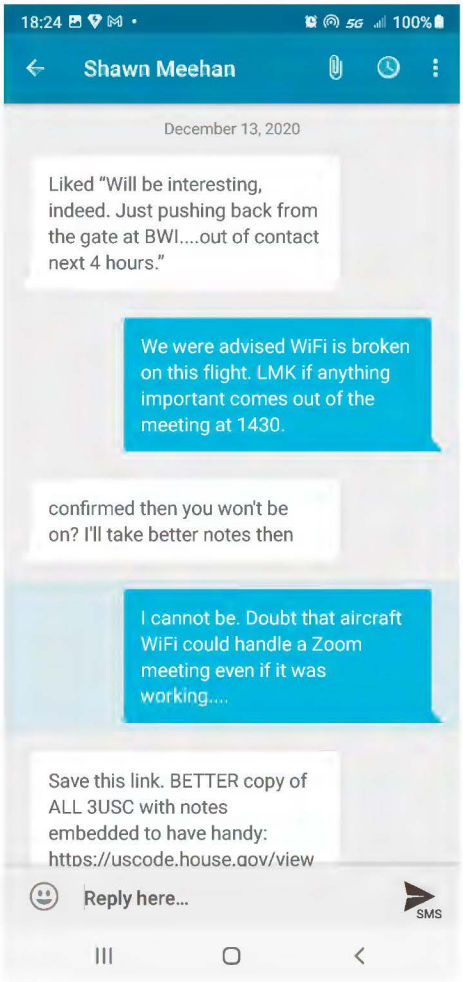 18:24 • 5G 100%
Shawn Meehan
December 13, 2020
Liked “Will be interesting,
indeed. Just pushing back from
the gate at BWI....out of contact
next 4 hours.”
We were advised WiFi is broken
on this flight. LMK if anything
important comes out of the
meeting at 1430.
confirmed then you won't be
on? I'll take better notes then
I cannot be. Doubt that aircraft
WiFi could handle a Zoom
meeting even if it was
working....
Save this link. BETTER copy of
ALL 3USC with notes
embedded to have handy:
https://uscode.house.gov/view
Reply here...
SMS